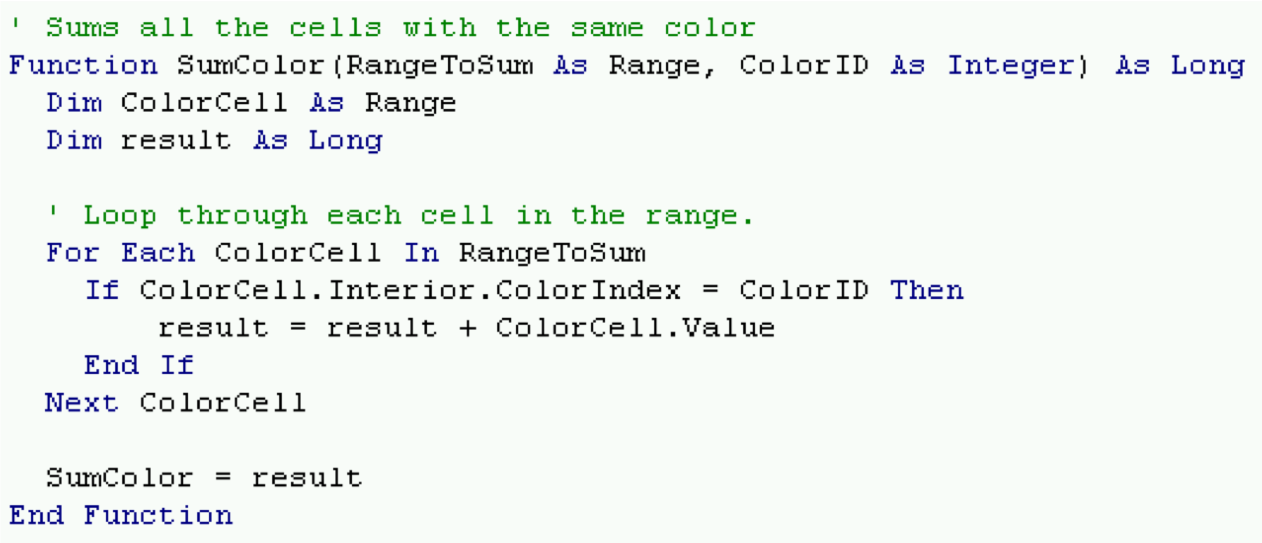 ' Sums all the cells with the same color
Function SumColor(RangeToSum As Range, ColorID As Integer) As Long
  Dim ColorCell As Range
  Dim result As Long

  ' Loop through each cell in the range.
  For Each ColorCell In RangeToSum
    If ColorCell.Interior.ColorIndex = ColorID Then
        result = result + ColorCell.Value
    End If
  Next ColorCell

  SumColor = result
End Function